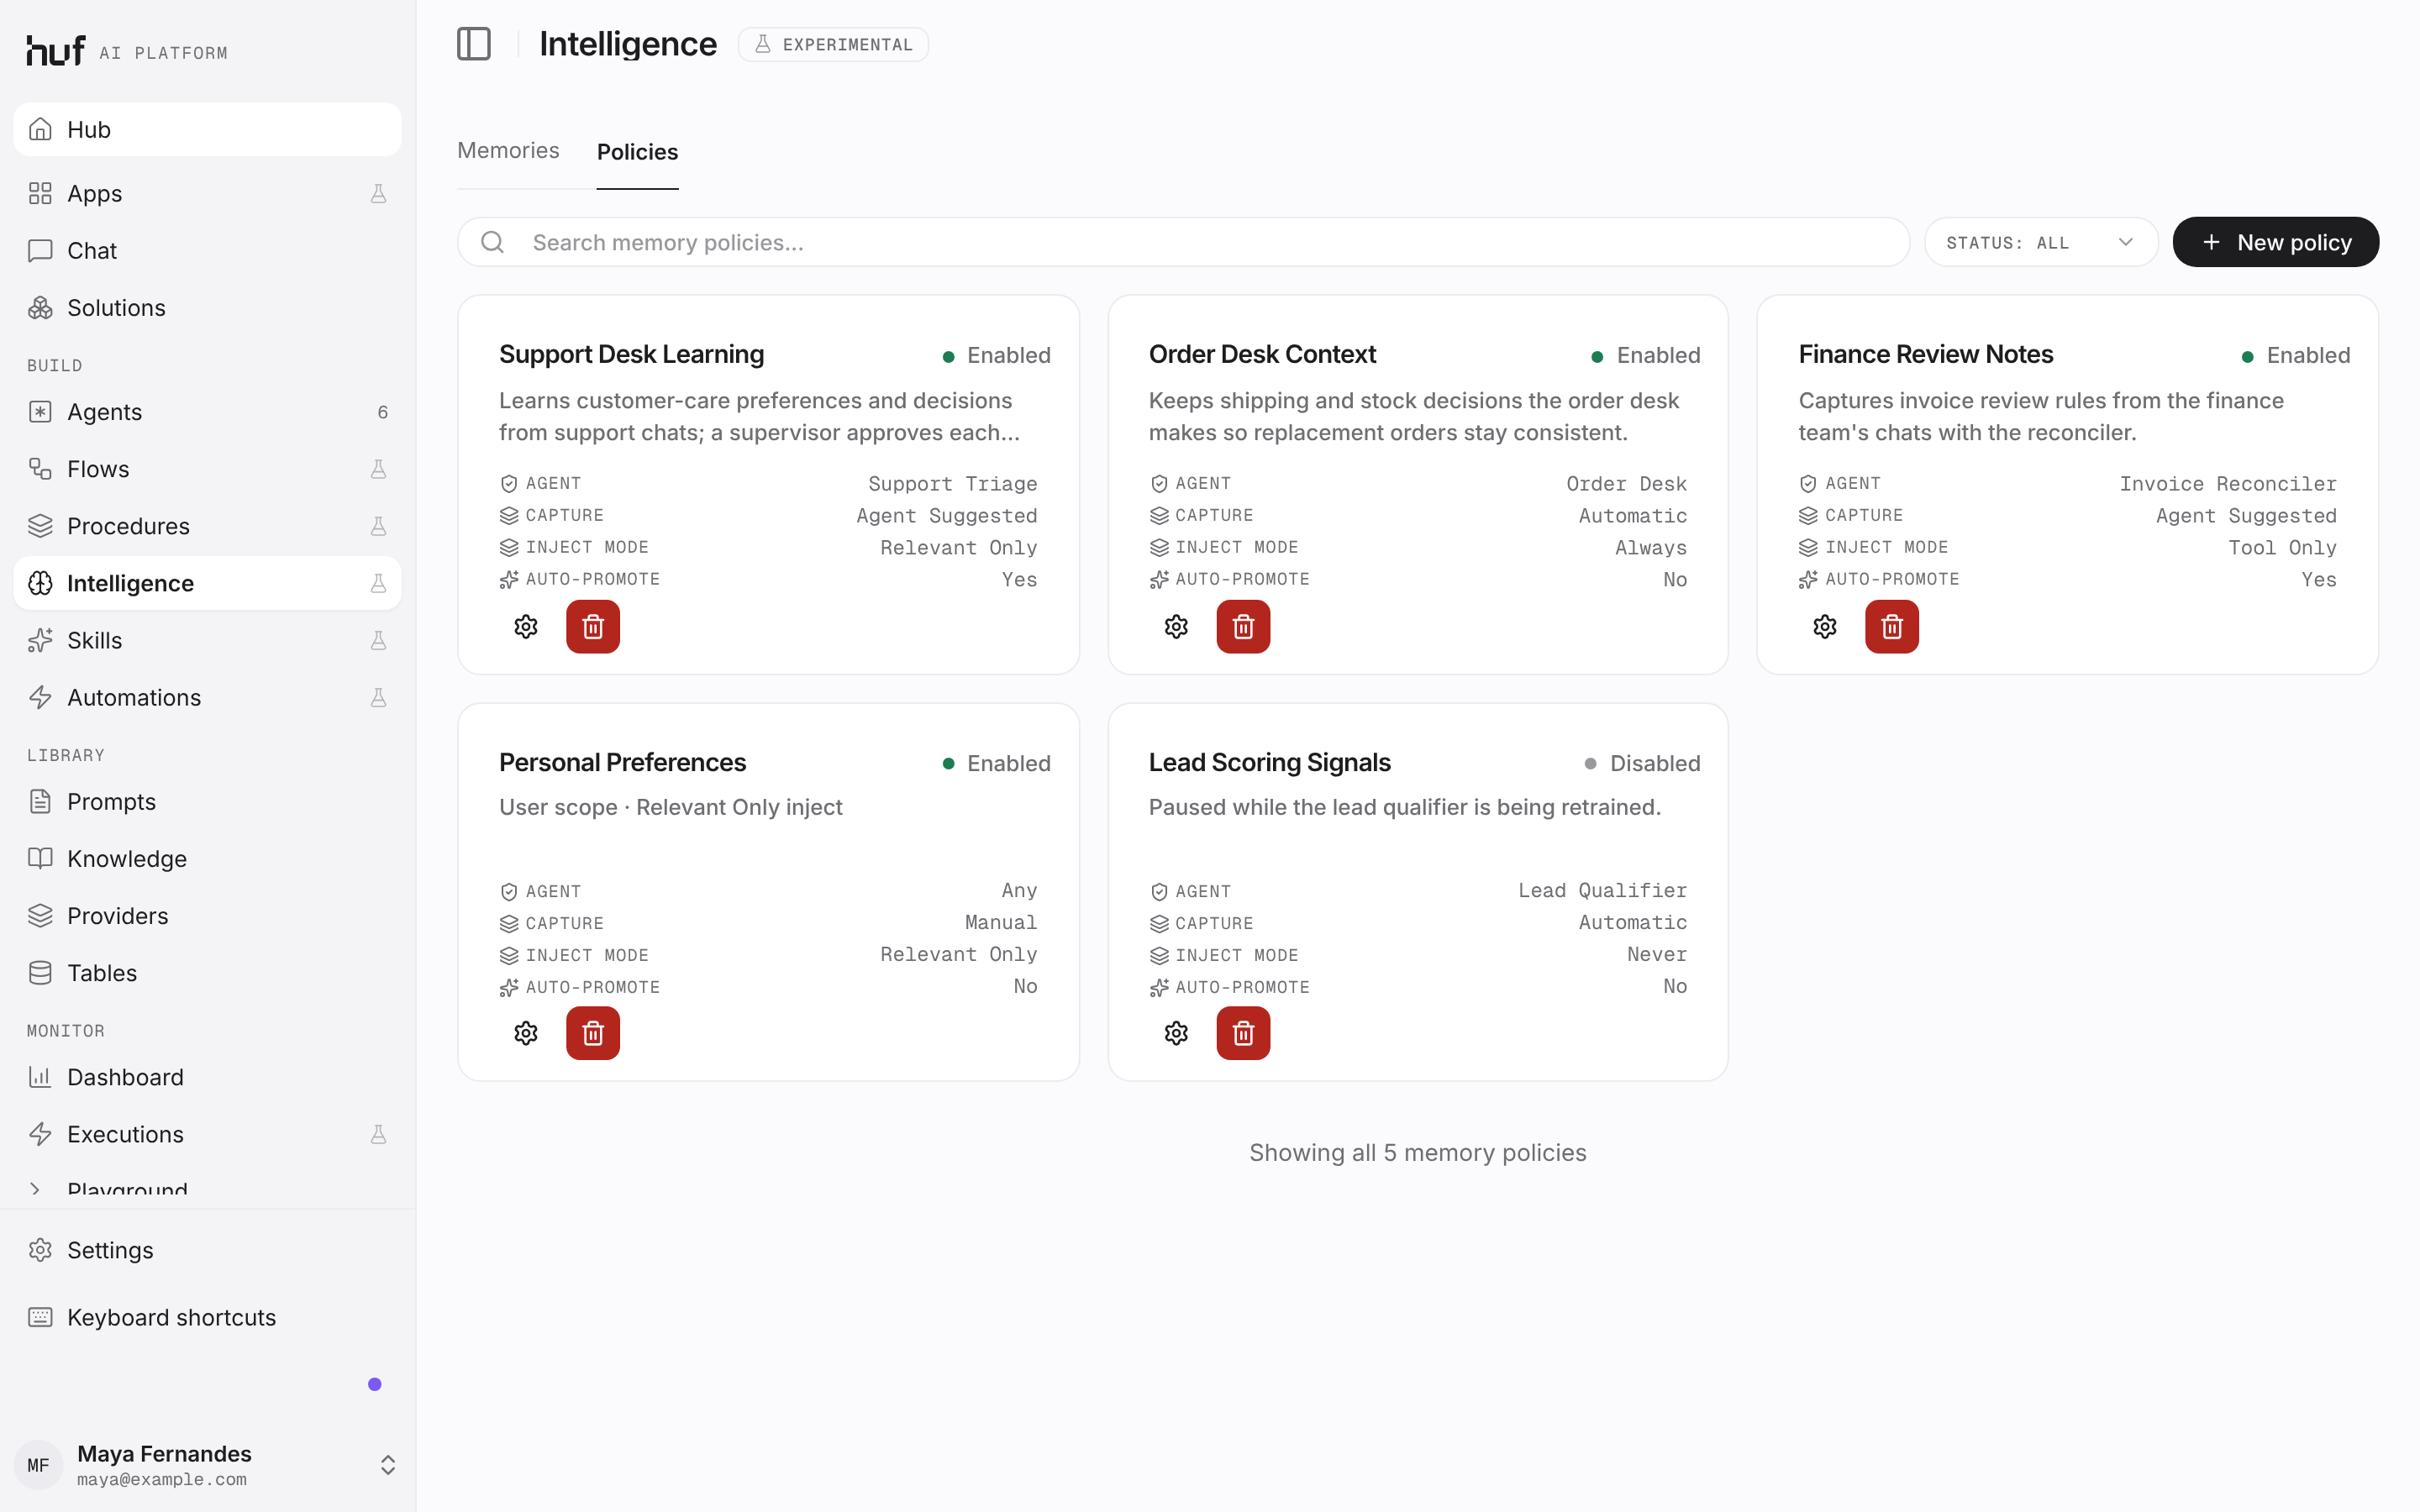 huf AI PLATFORM
Hub
Apps
Chat
Solutions
BUILD
Agents 6
Flows
Procedures
Intelligence
Skills
Automations
LIBRARY
Prompts
Knowledge
Providers
Tables
MONITOR
Dashboard
Executions
Playground
Settings
Keyboard shortcuts
MF
Maya Fernandes
maya@example.com
Intelligence EXPERIMENTAL
Memories Policies
Search memory policies... STATUS: ALL New policy
Support Desk Learning Enabled
Learns customer-care preferences and decisions
from support chats; a supervisor approves each...
AGENT Support Triage
CAPTURE Agent Suggested
INJECT MODE Relevant Only
AUTO-PROMOTE Yes
Order Desk Context Enabled
Keeps shipping and stock decisions the order desk
makes so replacement orders stay consistent.
AGENT Order Desk
CAPTURE Automatic
INJECT MODE Always
AUTO-PROMOTE No
Finance Review Notes Enabled
Captures invoice review rules from the finance
team's chats with the reconciler.
AGENT Invoice Reconciler
CAPTURE Agent Suggested
INJECT MODE Tool Only
AUTO-PROMOTE Yes
Personal Preferences Enabled
User scope · Relevant Only inject
AGENT Any
CAPTURE Manual
INJECT MODE Relevant Only
AUTO-PROMOTE No
Lead Scoring Signals Disabled
Paused while the lead qualifier is being retrained.
AGENT Lead Qualifier
CAPTURE Automatic
INJECT MODE Never
AUTO-PROMOTE No
Showing all 5 memory policies